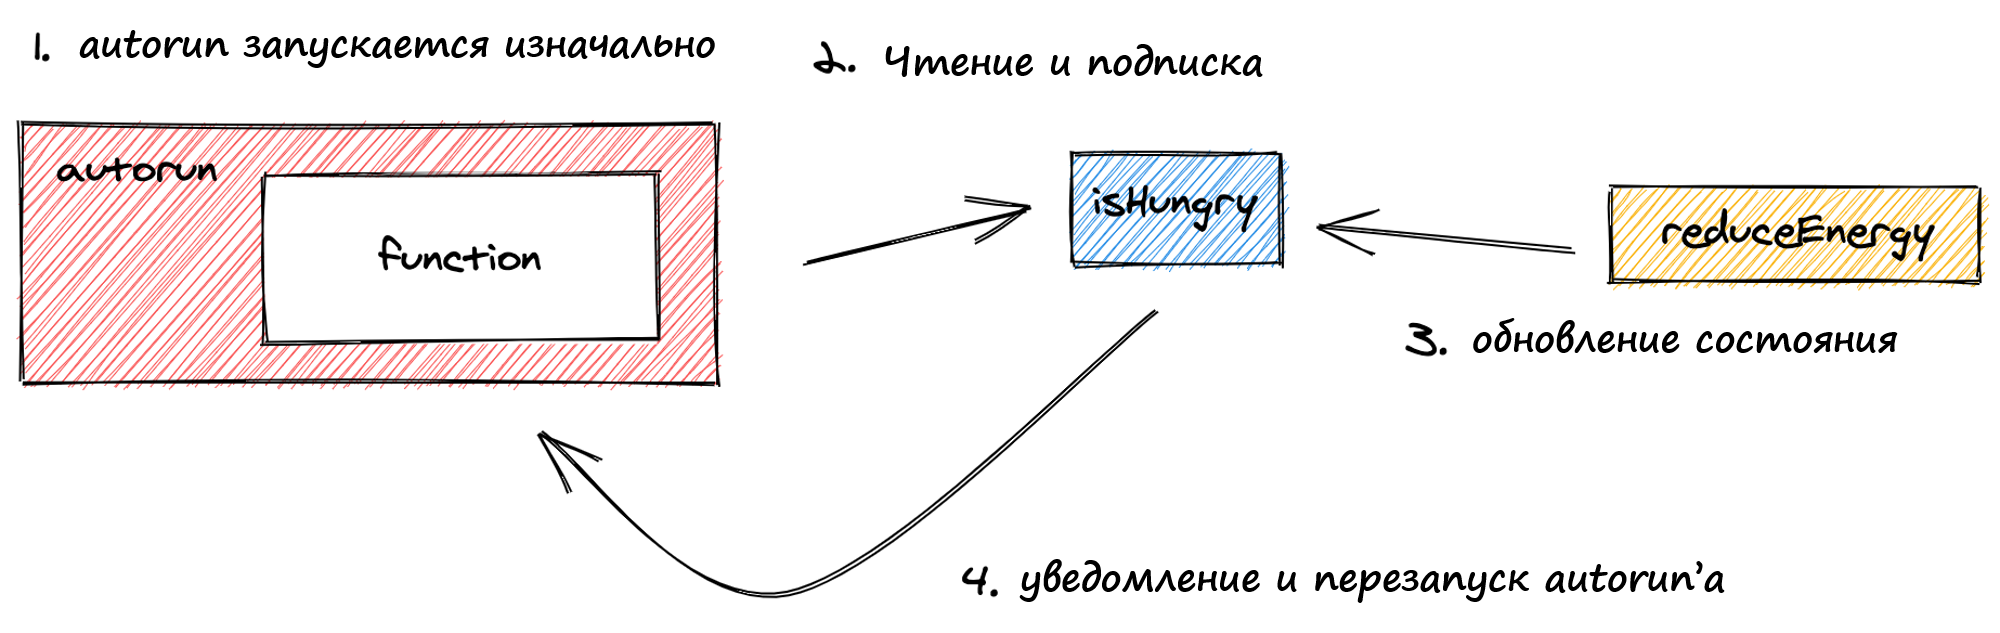 1. autorun запускается изначально
2. Чтение и подписка
autorun
function
isHungry
reduceEnergy
3. обновление состояния
4. уведомление и перезапуск autorun'а